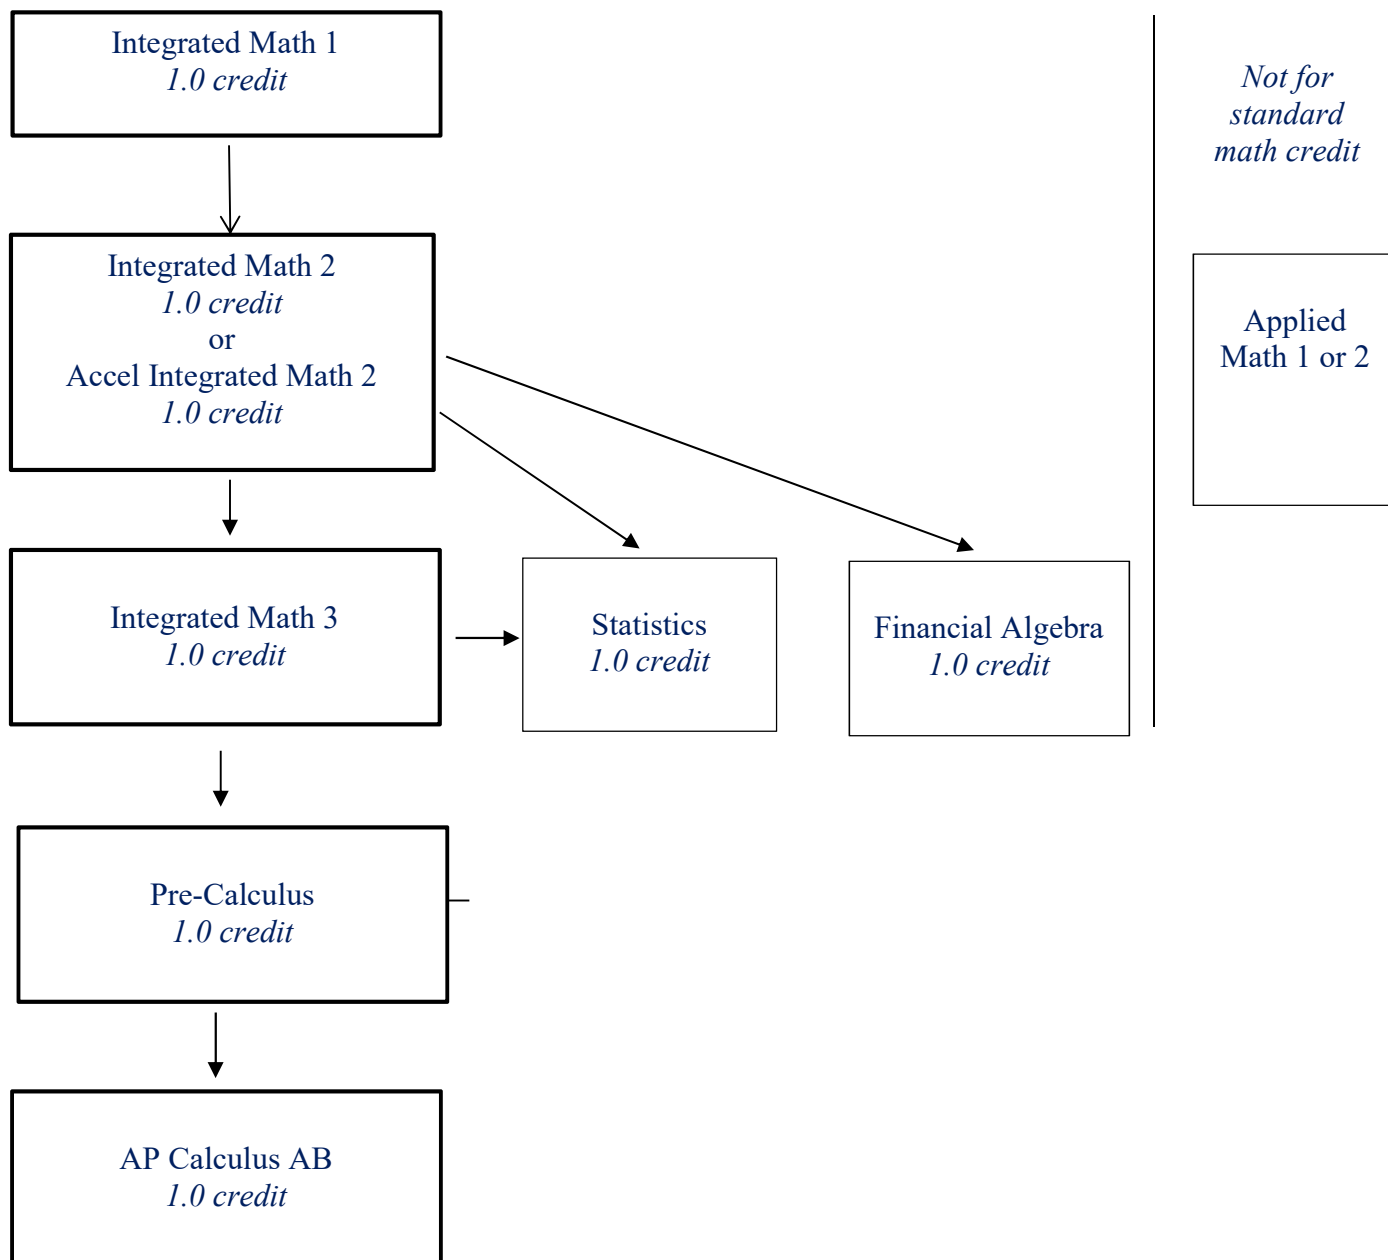 Integrated Math 1
1.0 credit
Not for
standard
math credit
Integrated Math 2
1.0 credit
or
Accel Integrated Math 2
1.0 credit
Applied
Math 1 or 2
Integrated Math 3
1.0 credit
Statistics
1.0 credit
Financial Algebra
1.0 credit
Pre-Calculus
1.0 credit
AP Calculus AB
1.0 credit